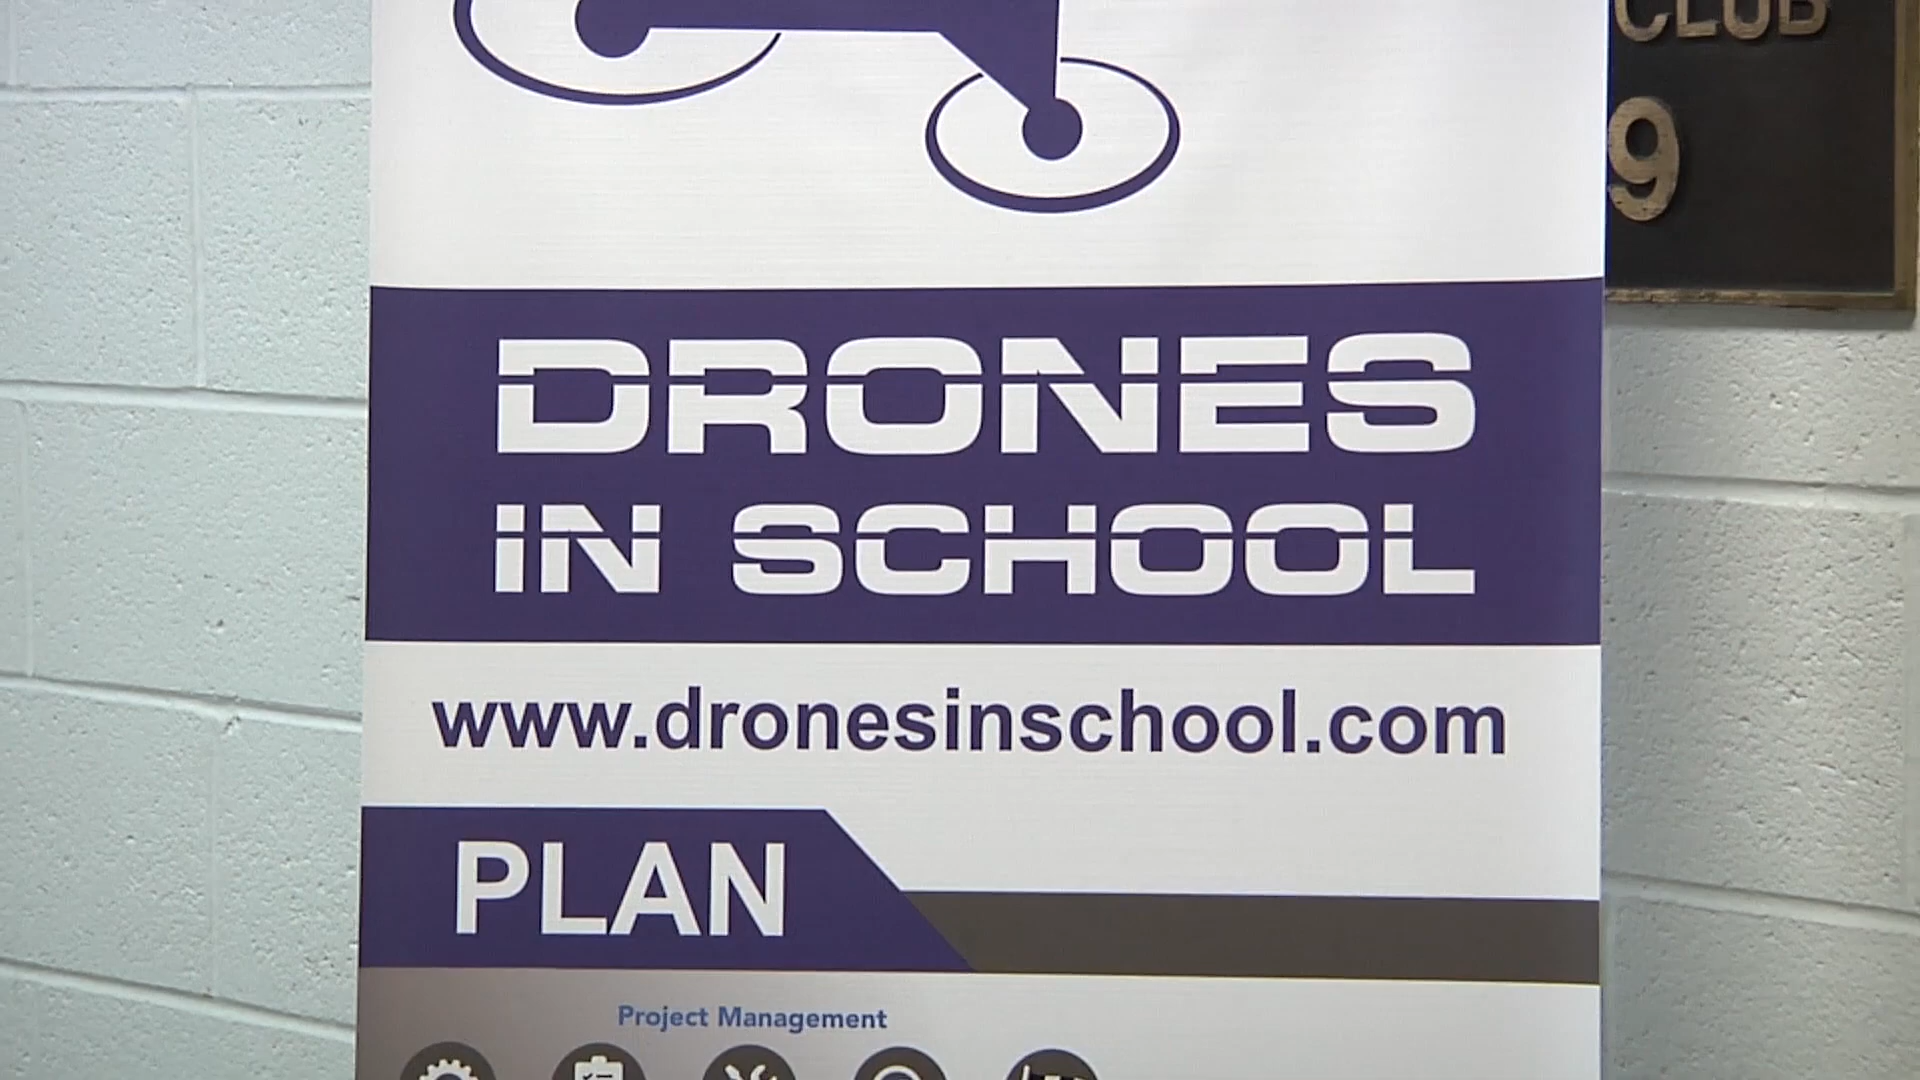 CLUB
9
DRONES
IN SCHOOL
www.dronesinschool.com
PLAN
Project Management